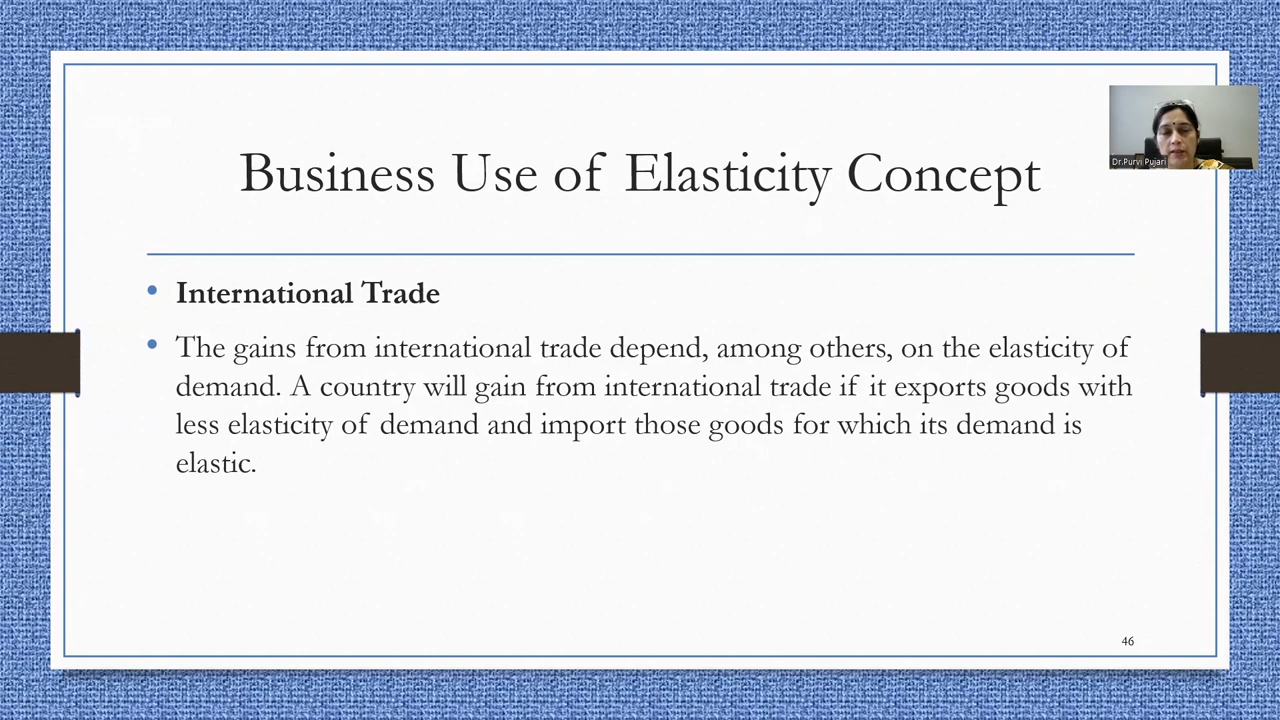 Business Use of Elasticity Concept
Dr.Purvi Pujari
• International Trade
• The gains from international trade depend, among others, on the elasticity of
demand. A country will gain from international trade if it exports goods with
less elasticity of demand and import those goods for which its demand is
elastic.
46